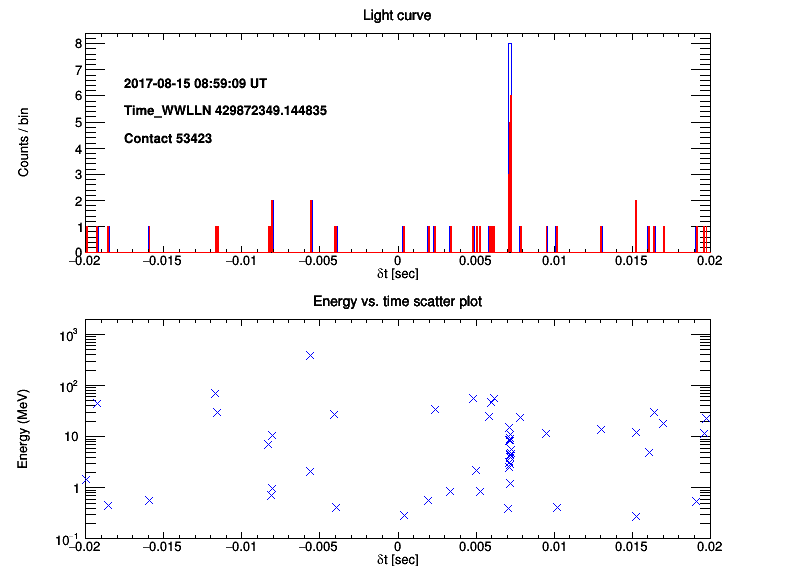 Light curve
Counts / bin
8
7
6
5
4
3
2
1
0
2017-08-15 08:59:09 UT
Time_WWLLN 429872349.144835
Contact 53423
−0.02 −0.015 −0.01 −0.005 0 0.005 0.01 0.015 0.02
δt [sec]
Energy vs. time scatter plot
Energy (MeV)
10³
10²
10
1
10⁻¹
−0.02 −0.015 −0.01 −0.005 0 0.005 0.01 0.015 0.02
δt [sec]